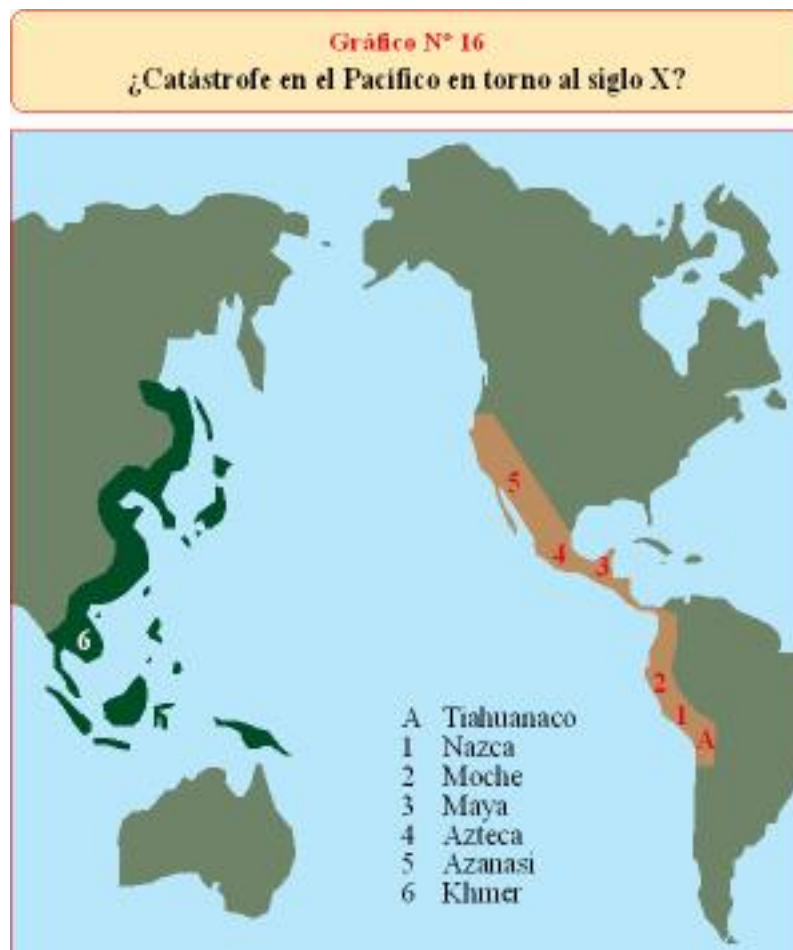 Gráfico Nº 16
¿Catástrofe en el Pacífico en torno al siglo X?
5
4
3
6
2
1
A
A Tiahuanaco
1 Nazca
2 Moche
3 Maya
4 Azteca
5 Azanasi
6 Khmer